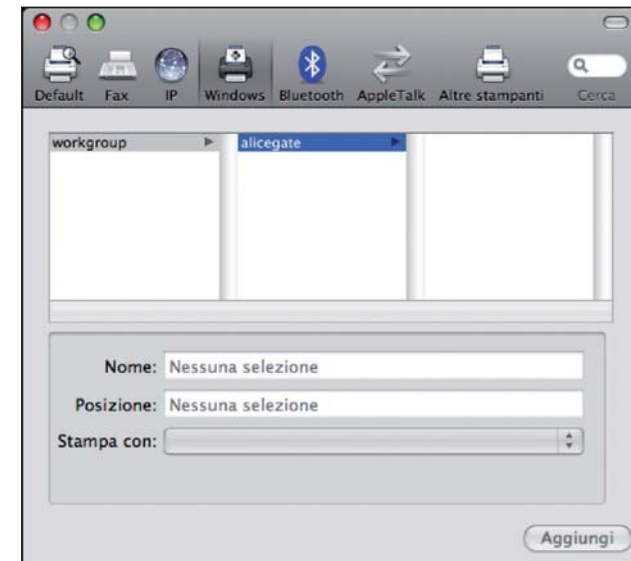 Default Fax IP Windows Bluetooth AppleTalk Altre stampanti Cerca
workgroup alicegate
Nome: Nessuna selezione
Posizione: Nessuna selezione
Stampa con:
Aggiungi